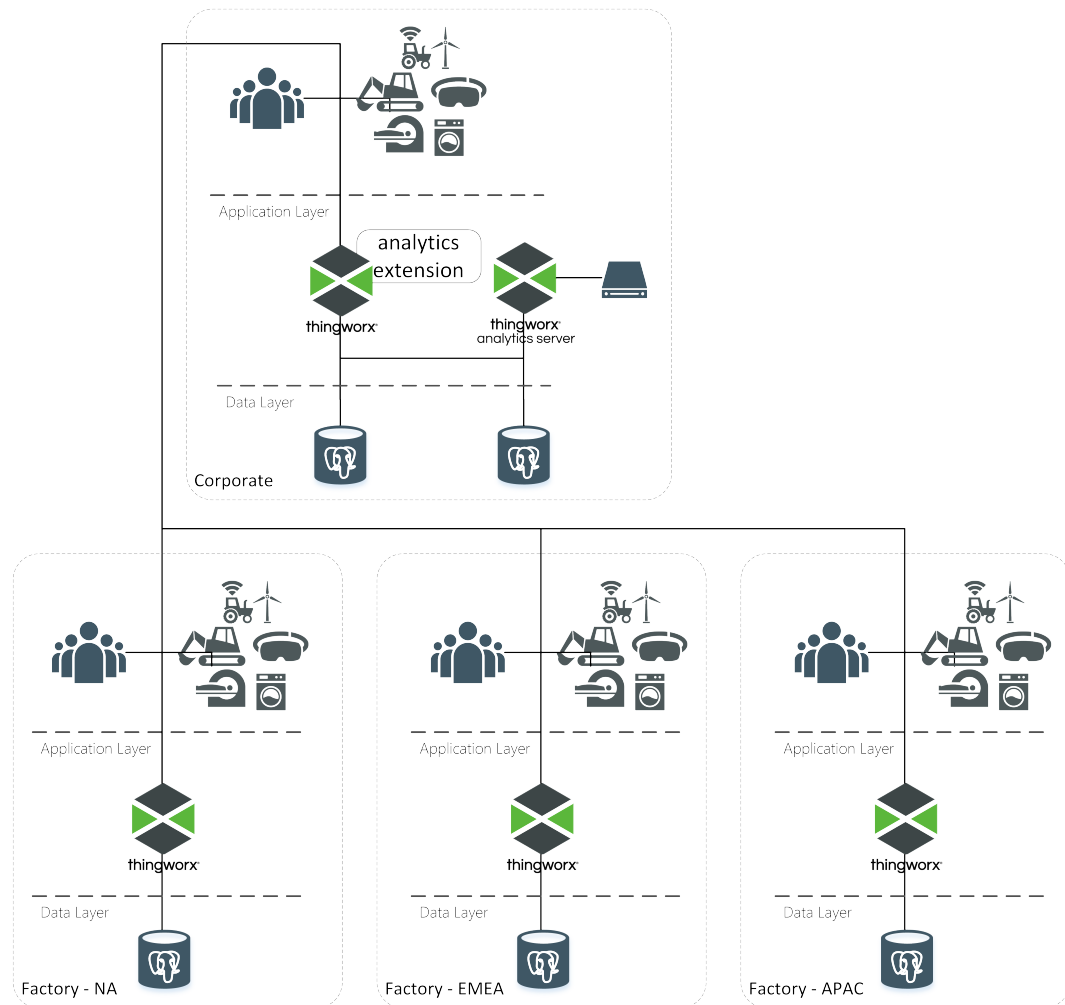 Application Layer
analytics
extension
thingworx®
thingworx®
analytics server
Data Layer
Corporate
Application Layer
Application Layer
Application Layer
thingworx®
thingworx®
thingworx®
Data Layer
Data Layer
Data Layer
Factory - NA
Factory - EMEA
Factory - APAC